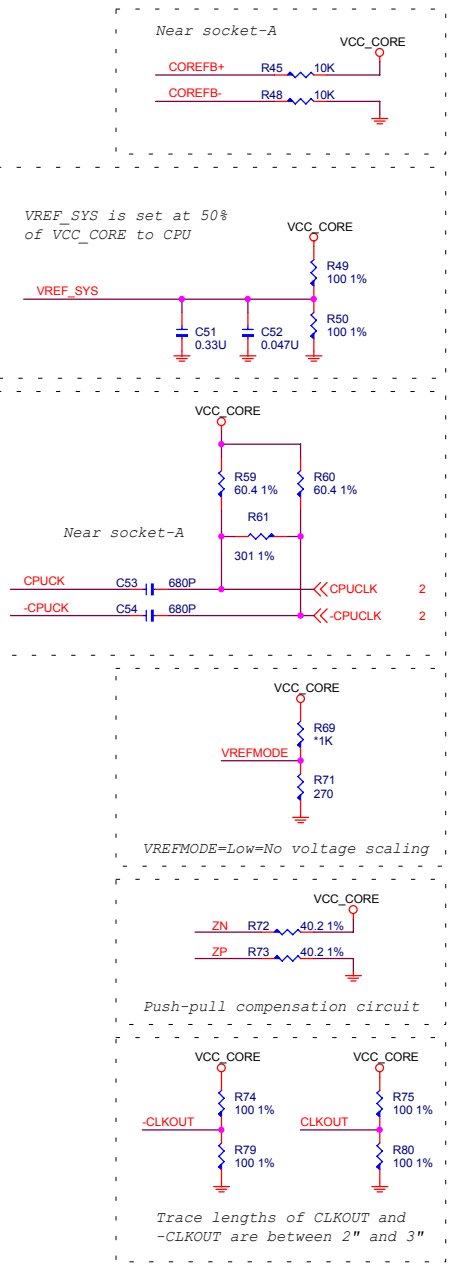 Near socket-A
VCC_CORE
COREFB+ R45 10K
COREFB- R48 10K
VREF_SYS is set at 50%
of VCC_CORE to CPU
VCC_CORE
R49
100 1%
VREF_SYS
R50
100 1%
C51
0.33U
C52
0.047U
VCC_CORE
R59
60.4 1%
R60
60.4 1%
R61
301 1%
Near socket-A
CPUCK C53 680P CPUCLK 2
-CPUCK C54 680P -CPUCLK 2
VCC_CORE
R69
*1K
VREFMODE
R71
270
VREFMODE=Low=No voltage scaling
VCC_CORE
ZN R72 40.2 1%
ZP R73 40.2 1%
Push-pull compensation circuit
VCC_CORE VCC_CORE
R74
100 1%
R75
100 1%
-CLKOUT CLKOUT
R79
100 1%
R80
100 1%
Trace lengths of CLKOUT and
-CLKOUT are between 2" and 3"